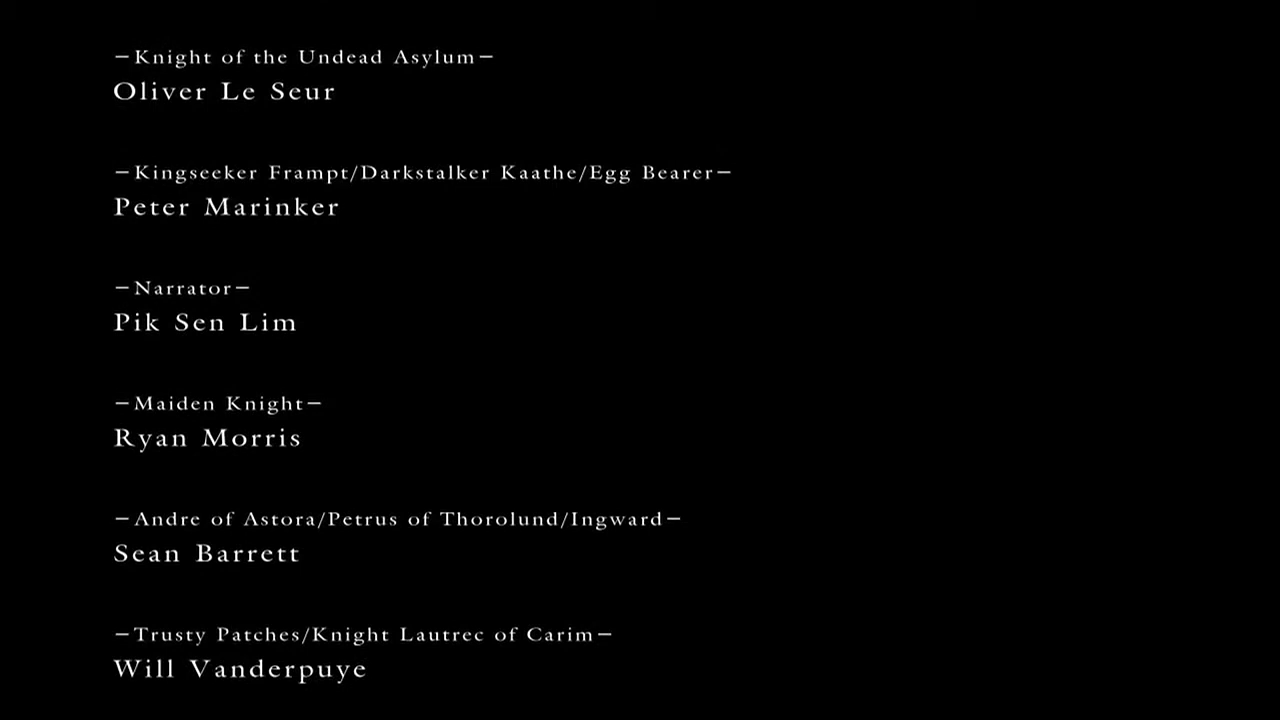 —Knight of the Undead Asylum—
Oliver Le Seur
—Kingseeker Frampt/Darkstalker Kaathe/Egg Bearer—
Peter Marinker
—Narrator—
Pik Sen Lim
—Maiden Knight—
Ryan Morris
—Andre of Astora/Petrus of Thorolund/Ingward—
Sean Barrett
—Trusty Patches/Knight Lautrec of Carim—
Will Vanderpuye